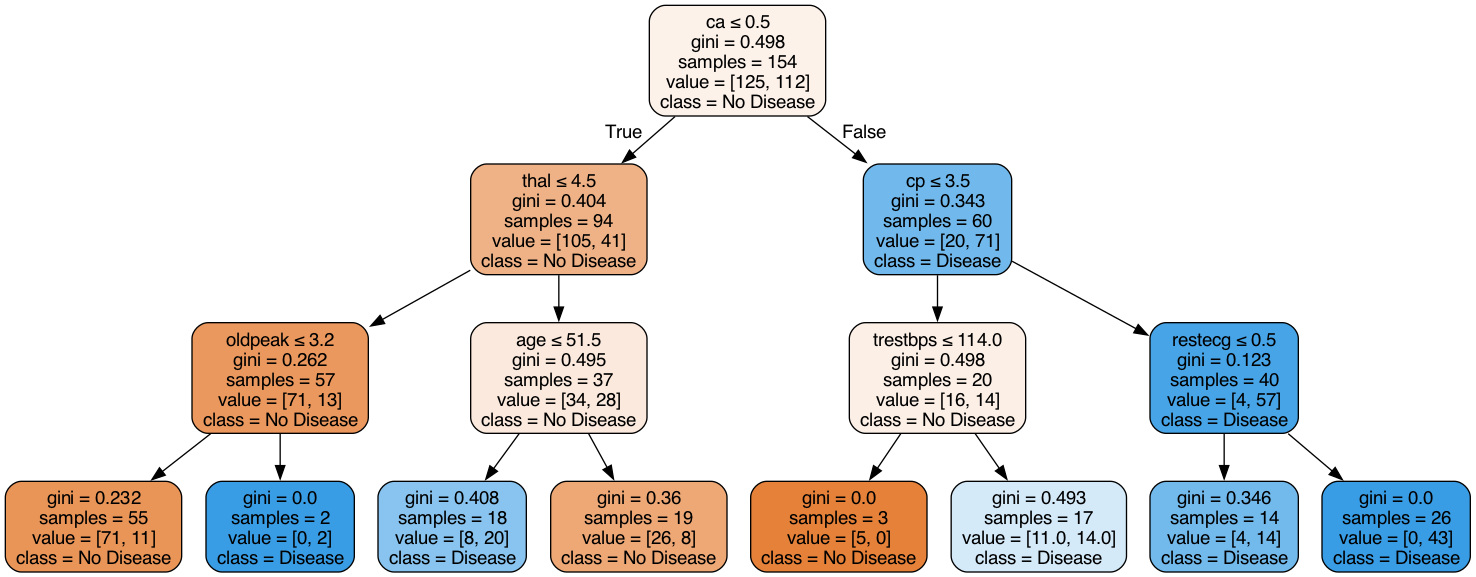 ca ≤ 0.5
gini = 0.498
samples = 154
value = [125, 112]
class = No Disease
True
False
thal ≤ 4.5
gini = 0.404
samples = 94
value = [105, 41]
class = No Disease
cp ≤ 3.5
gini = 0.343
samples = 60
value = [20, 71]
class = Disease
oldpeak ≤ 3.2
gini = 0.262
samples = 57
value = [71, 13]
class = No Disease
age ≤ 51.5
gini = 0.495
samples = 37
value = [34, 28]
class = No Disease
trestbps ≤ 114.0
gini = 0.498
samples = 20
value = [16, 14]
class = No Disease
restecg ≤ 0.5
gini = 0.123
samples = 40
value = [4, 57]
class = Disease
gini = 0.232
samples = 55
value = [71, 11]
class = No Disease
gini = 0.0
samples = 2
value = [0, 2]
class = Disease
gini = 0.408
samples = 18
value = [8, 20]
class = Disease
gini = 0.36
samples = 19
value = [26, 8]
class = No Disease
gini = 0.0
samples = 3
value = [5, 0]
class = No Disease
gini = 0.493
samples = 17
value = [11.0, 14.0]
class = Disease
gini = 0.346
samples = 14
value = [4, 14]
class = Disease
gini = 0.0
samples = 26
value = [0, 43]
class = Disease